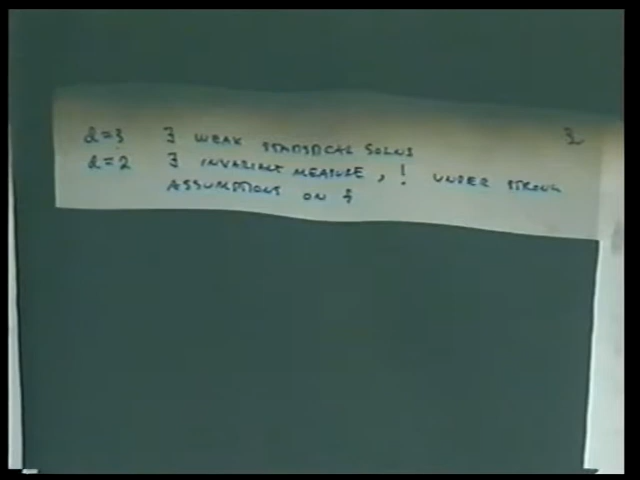 d=3 ∃ WEAK STATISTICAL SOLNS
d=2 ∃ INVARIANT MEASURE, ! UNDER STRONG
ASSUMPTIONS ON